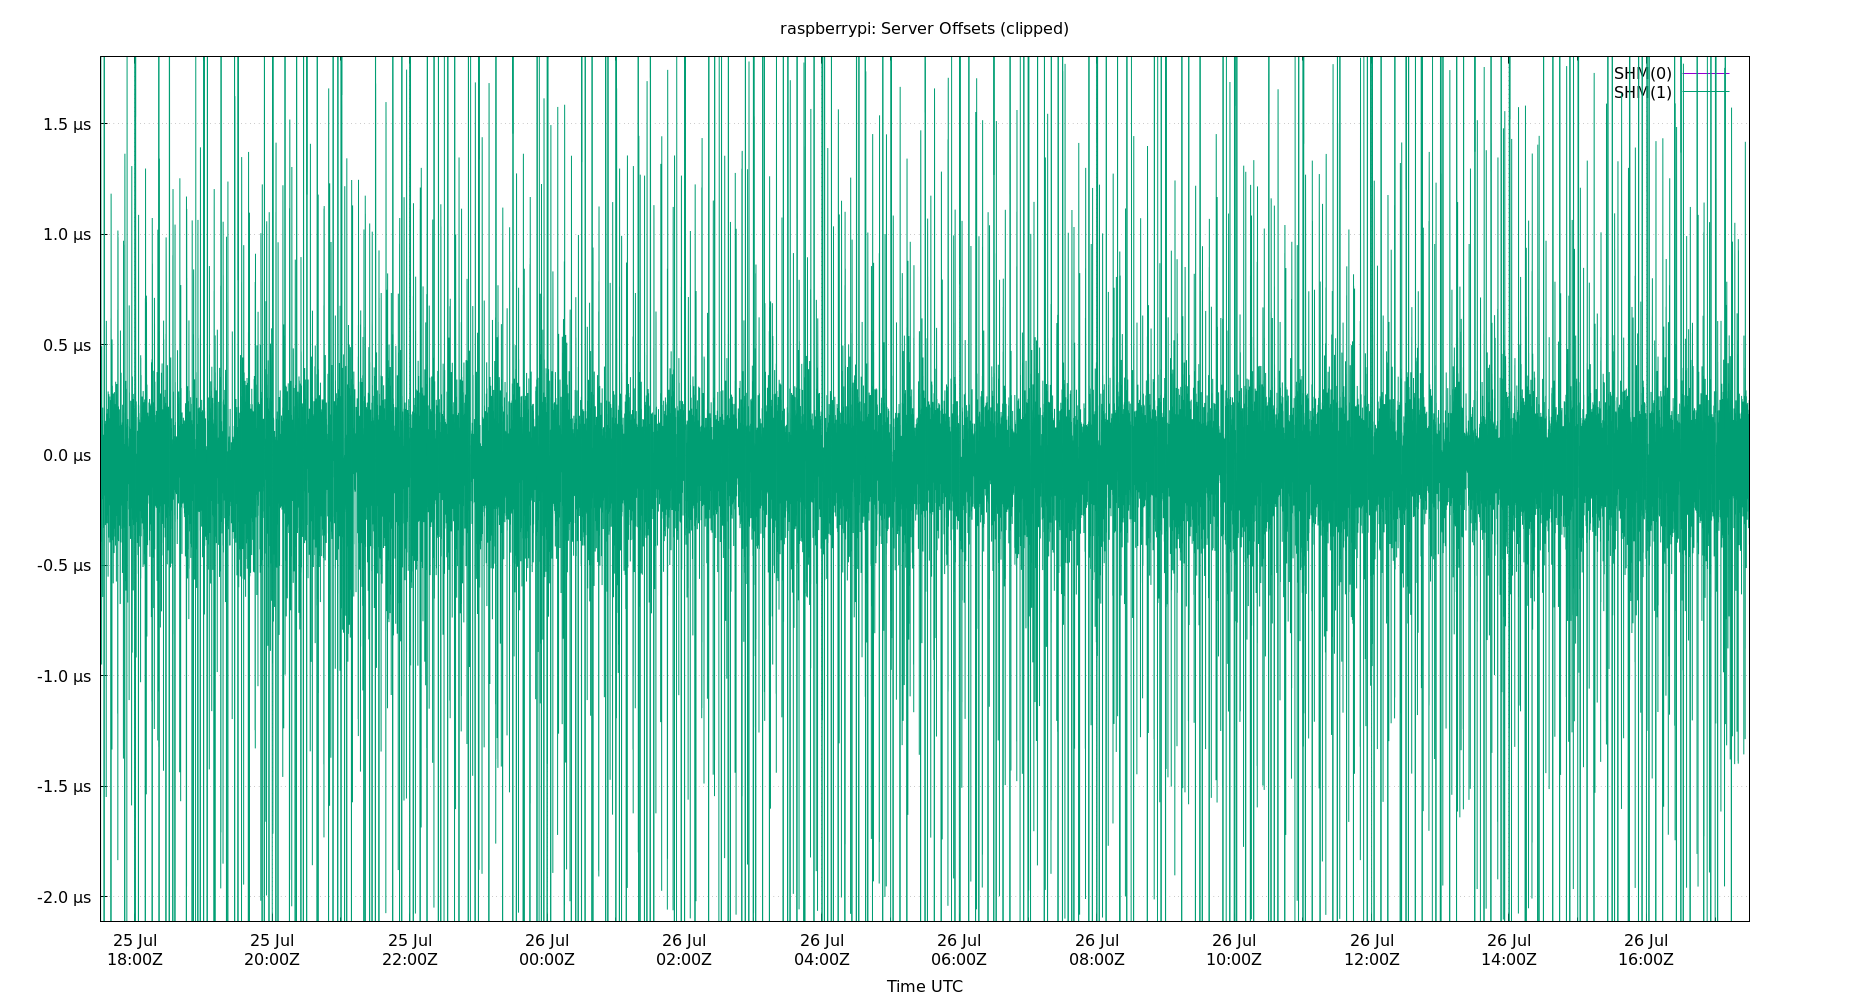 raspberrypi: Server Offsets (clipped)
SHM(0)
SHM(1)
1.5 µs
1.0 µs
0.5 µs
0.0 µs
-0.5 µs
-1.0 µs
-1.5 µs
-2.0 µs
25 Jul 25 Jul 25 Jul 26 Jul 26 Jul 26 Jul 26 Jul 26 Jul 26 Jul 26 Jul 26 Jul 26 Jul
18:00Z 20:00Z 22:00Z 00:00Z 02:00Z 04:00Z 06:00Z 08:00Z 10:00Z 12:00Z 14:00Z 16:00Z
Time UTC